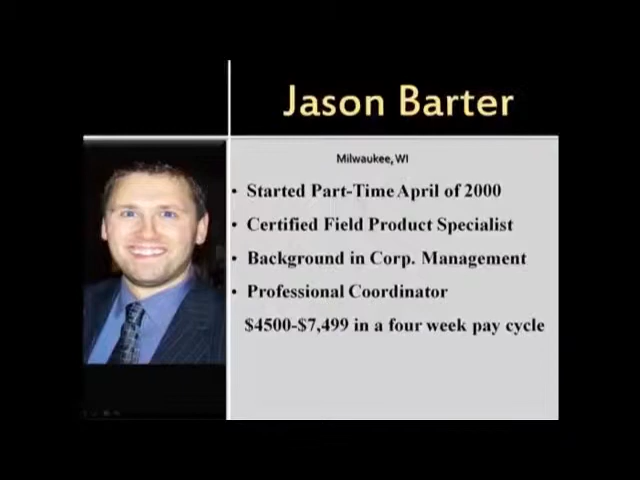 Jason Barter
Milwaukee, WI
• Started Part-Time April of 2000
• Certified Field Product Specialist
• Background in Corp. Management
• Professional Coordinator
$4500-$7,499 in a four week pay cycle